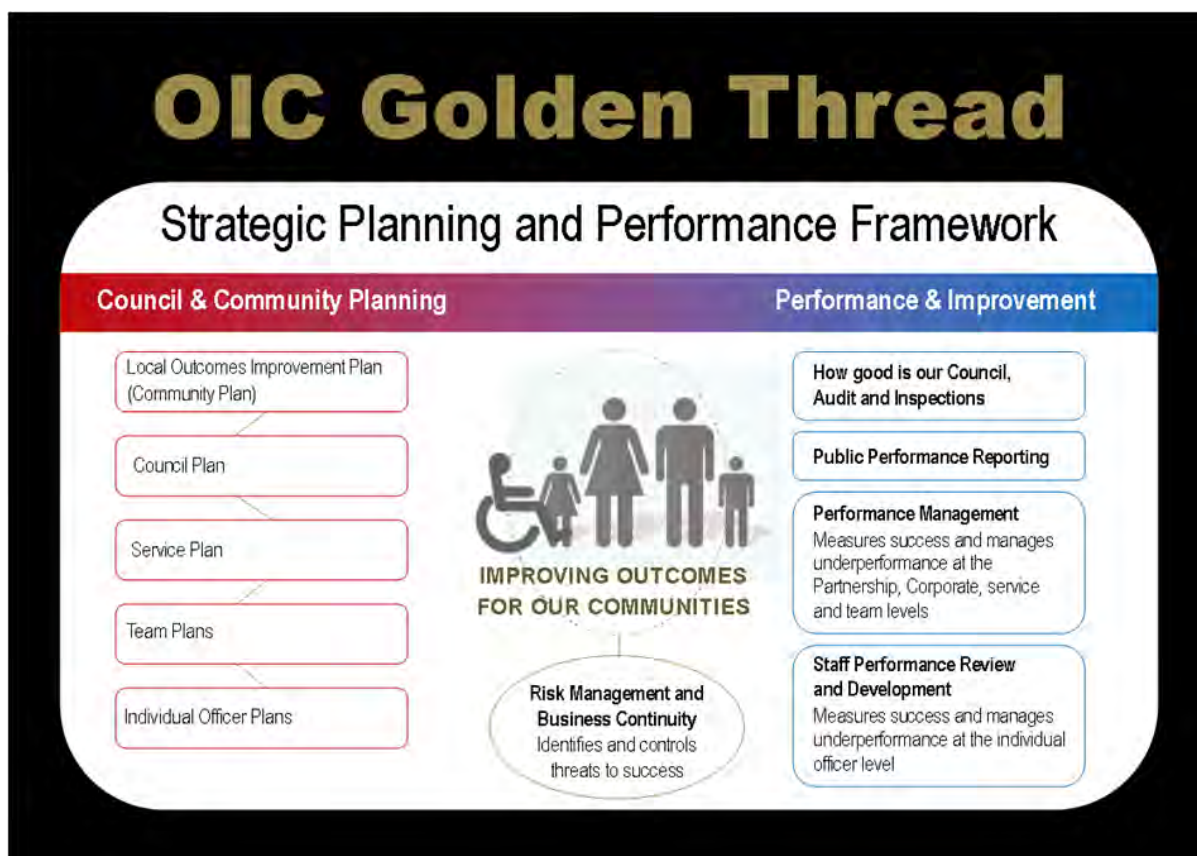 OIC Golden Thread
Strategic Planning and Performance Framework
Council & Community Planning
Performance & Improvement
Local Outcomes Improvement Plan
(Community Plan)
Council Plan
Service Plan
Team Plans
Individual Officer Plans
IMPROVING OUTCOMES
FOR OUR COMMUNITIES
Risk Management and
Business Continuity
Identifies and controls
threats to success
How good is our Council,
Audit and Inspections
Public Performance Reporting
Performance Management
Measures success and manages
underperformance at the
Partnership, Corporate, service
and team levels
Staff Performance Review
and Development
Measures success and manages
underperformance at the individual
officer level